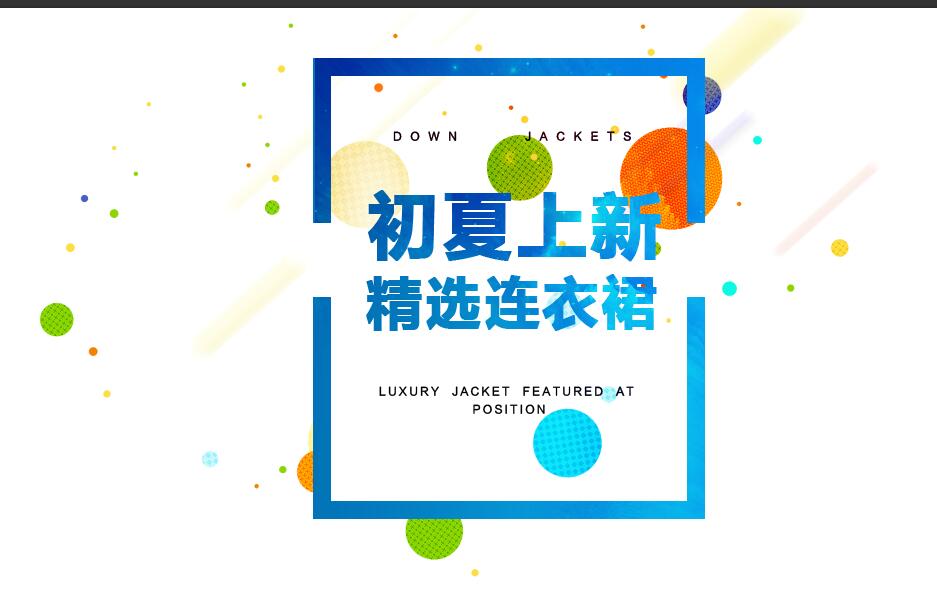 DOWN JACKETS
初夏上新
精选连衣裙
LUXURY JACKET FEATURED AT
POSITION